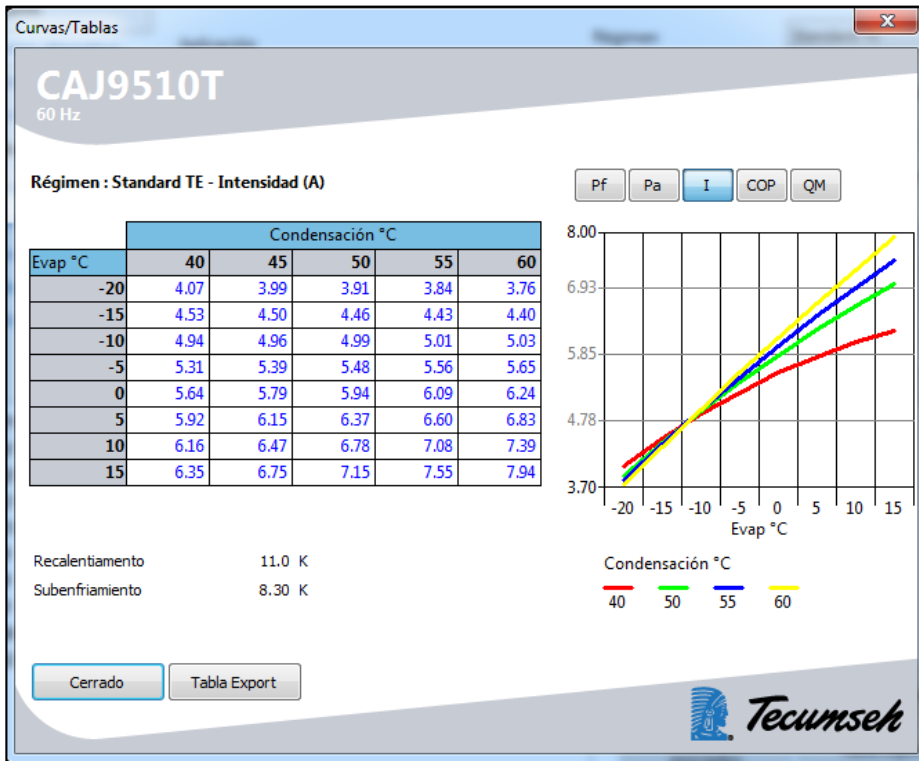 Curvas/Tablas
x
CAJ9510T
60 Hz
Régimen : Standard TE - Intensidad (A)
Condensación °C
Evap °C 40 45 50 55 60
-20 4.07 3.99 3.91 3.84 3.76
-15 4.53 4.50 4.46 4.43 4.40
-10 4.94 4.96 4.99 5.01 5.03
-5 5.31 5.39 5.48 5.56 5.65
0 5.64 5.79 5.94 6.09 6.24
5 5.92 6.15 6.37 6.60 6.83
10 6.16 6.47 6.78 7.08 7.39
15 6.35 6.75 7.15 7.55 7.94
Pf Pa I COP QM
8.00
6.93
5.85
4.78
3.70
-20 -15 -10 -5 0 5 10 15
Evap °C
Condensación °C
40 50 55 60
Recalentiamento 11.0 K
Subenfriamiento 8.30 K
Cerrado Tabla Export
Tecumseh